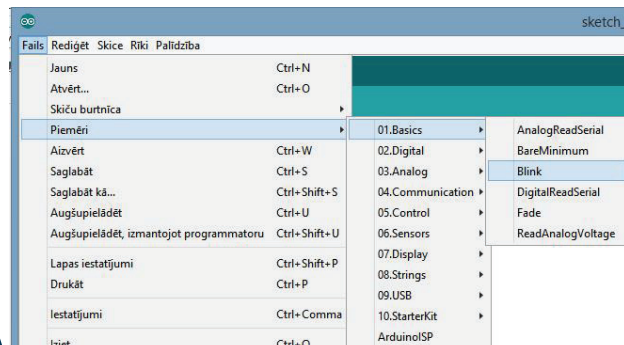 sketch_
Fails Rediģēt Skice Rīki Palīdzība
Jauns Ctrl+N
Atvērt... Ctrl+O
Skiču burtnīca
Piemēri
Aizvērt Ctrl+W
Saglabāt Ctrl+S
Saglabāt kā... Ctrl+Shift+S
Augšupielādēt Ctrl+U
Augšupielādēt, izmantojot programmatoru Ctrl+Shift+U
Lapas iestatījumi Ctrl+Shift+P
Drukāt Ctrl+P
Iestatījumi Ctrl+Comma
Iziet Ctrl+Q
01.Basics
02.Digital
03.Analog
04.Communication
05.Control
06.Sensors
07.Display
08.Strings
09.USB
10.StarterKit
ArduinoISP
AnalogReadSerial
BareMinimum
Blink
DigitalReadSerial
Fade
ReadAnalogVoltage